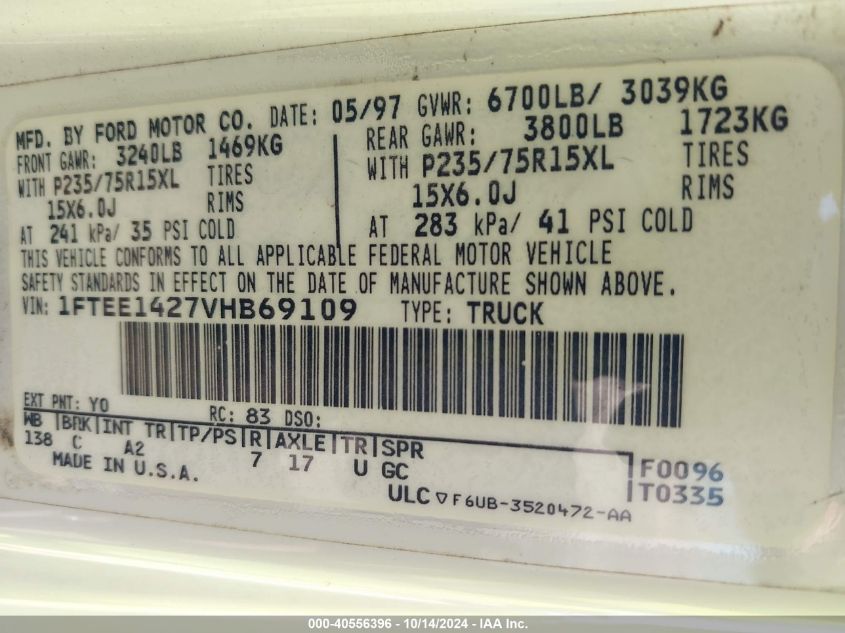 MFD. BY FORD MOTOR CO. DATE: 05/97 GVWR: 6700LB/ 3039KG
FRONT GAWR: 3240LB 1469KG
WITH P235/75R15XL TIRES
15X6.0J RIMS
AT 241 kPa/ 35 PSI COLD
REAR GAWR: 3800LB 1723KG
WITH P235/75R15XL TIRES
15X6.0J RIMS
AT 283 kPa/ 41 PSI COLD
THIS VEHICLE CONFORMS TO ALL APPLICABLE FEDERAL MOTOR VEHICLE
SAFETY STANDARDS IN EFFECT ON THE DATE OF MANUFACTURE SHOWN ABOVE.
VIN: 1FTEE1427VHB69109 TYPE: TRUCK
EXT PNT: YO RC: 83 DSO:
WB |BRK|INT TR|TP/PS|R|AXLE|TR|SPR
138 C A2 7 17 U GC
MADE IN U.S.A.
F0096
T0335
ULC ▽ F6UB-3520472-AA
000-40556396 - 10/14/2024 - IAA Inc.